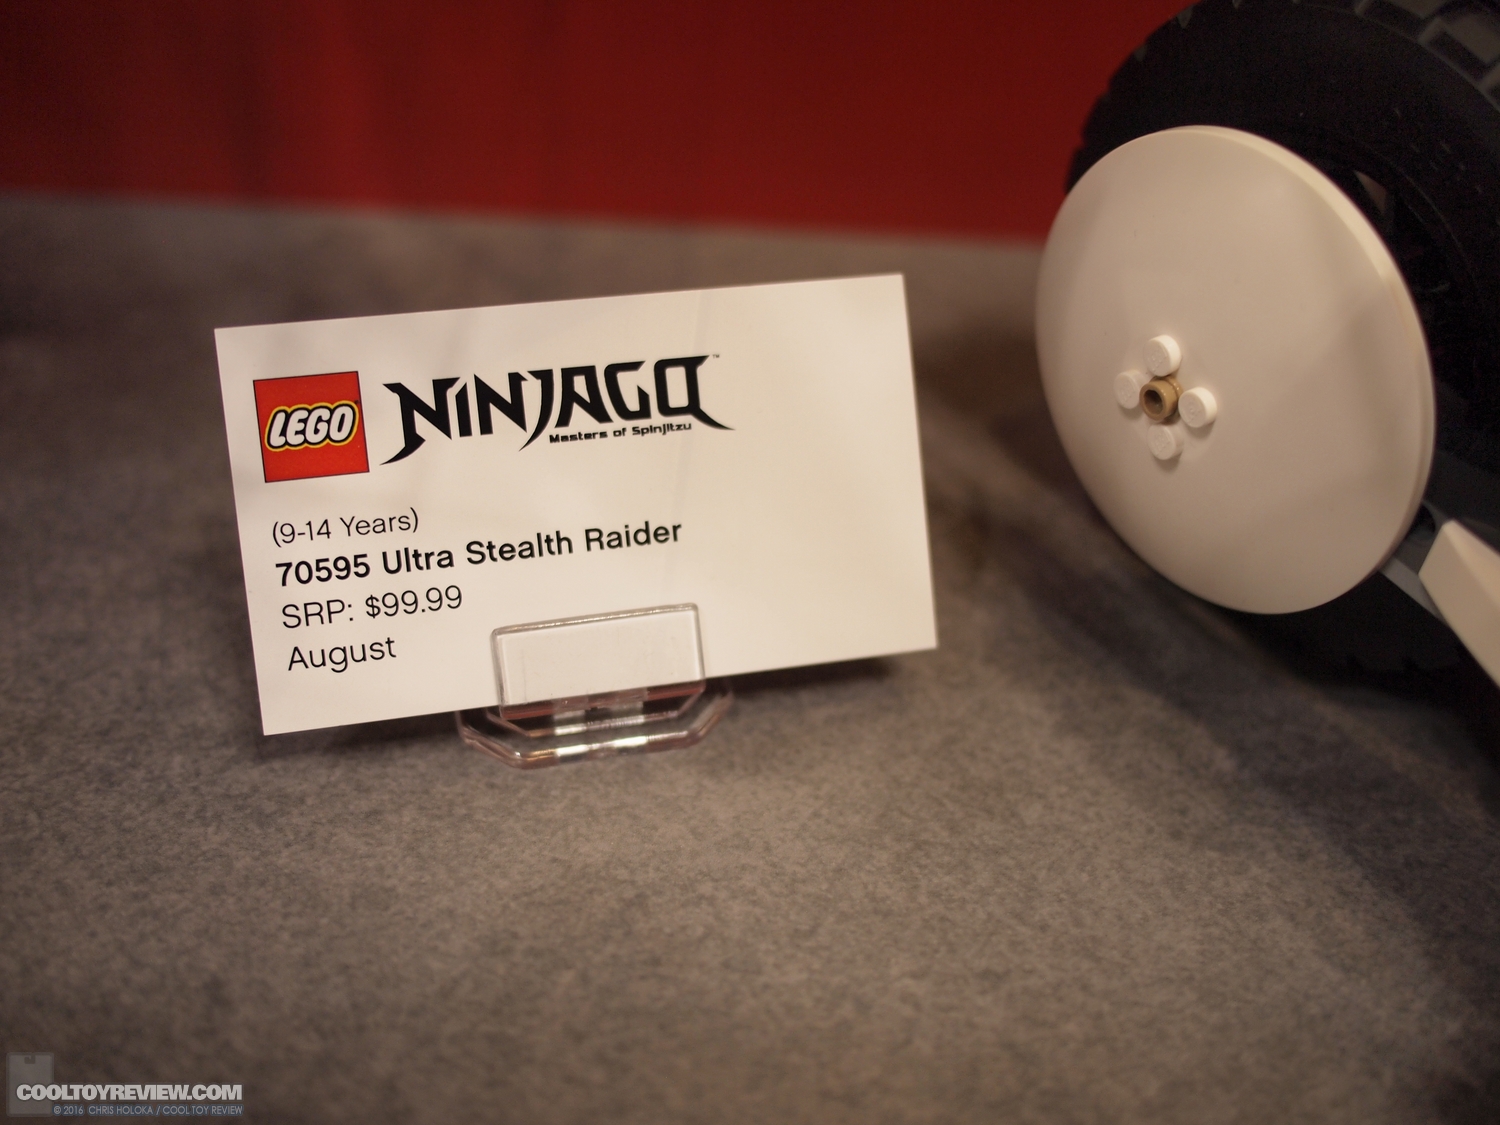 LEGO NINJAGO™
Masters of Spinjitzu
(9-14 Years)
70595 Ultra Stealth Raider
SRP: $99.99
August
COOLTOYREVIEW.COM
© 2016 CHRIS HOLOKA / COOL TOY REVIEW